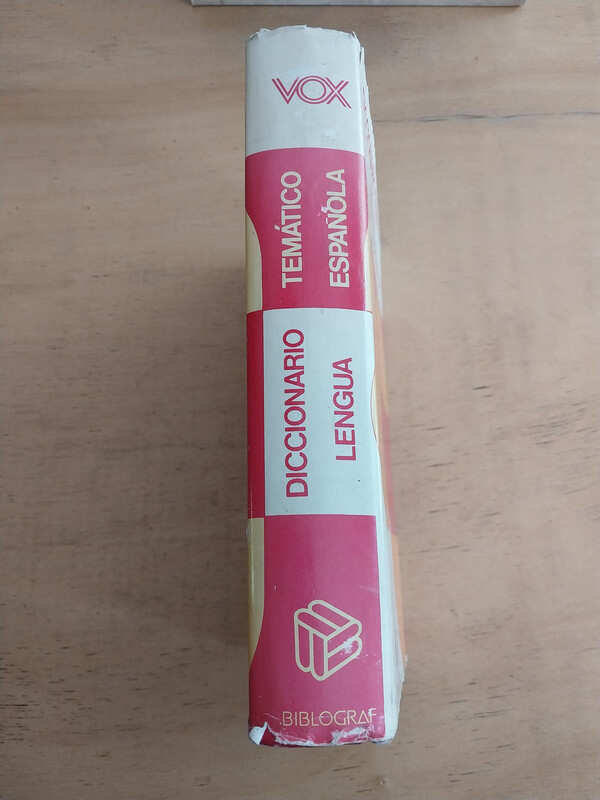 DICCIONARIO TEMÁTICO
LENGUA ESPAÑOLA
VOX
BIBLOGRAF